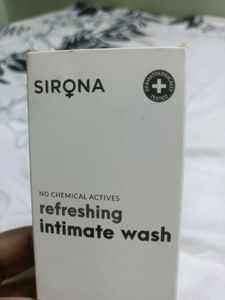 SIRONA
DERMATOLOGICALLY TESTED
NO CHEMICAL ACTIVES
refreshing
intimate wash